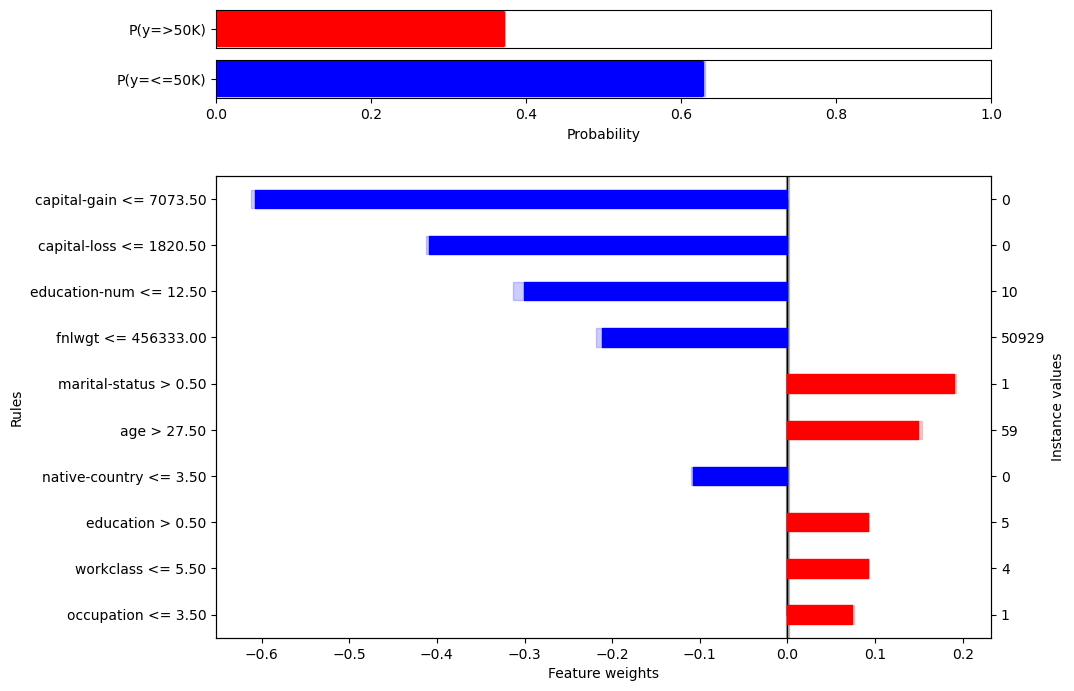 P(y=>50K)
P(y=<=50K)
0.0 0.2 0.4 0.6 0.8 1.0
Probability
capital-gain <= 7073.50 0
capital-loss <= 1820.50 0
education-num <= 12.50 10
fnlwgt <= 456333.00 50929
marital-status > 0.50 1
age > 27.50 59
native-country <= 3.50 0
education > 0.50 5
workclass <= 5.50 4
occupation <= 3.50 1
Rules
Instance values
−0.6 −0.5 −0.4 −0.3 −0.2 −0.1 0.0 0.1 0.2
Feature weights